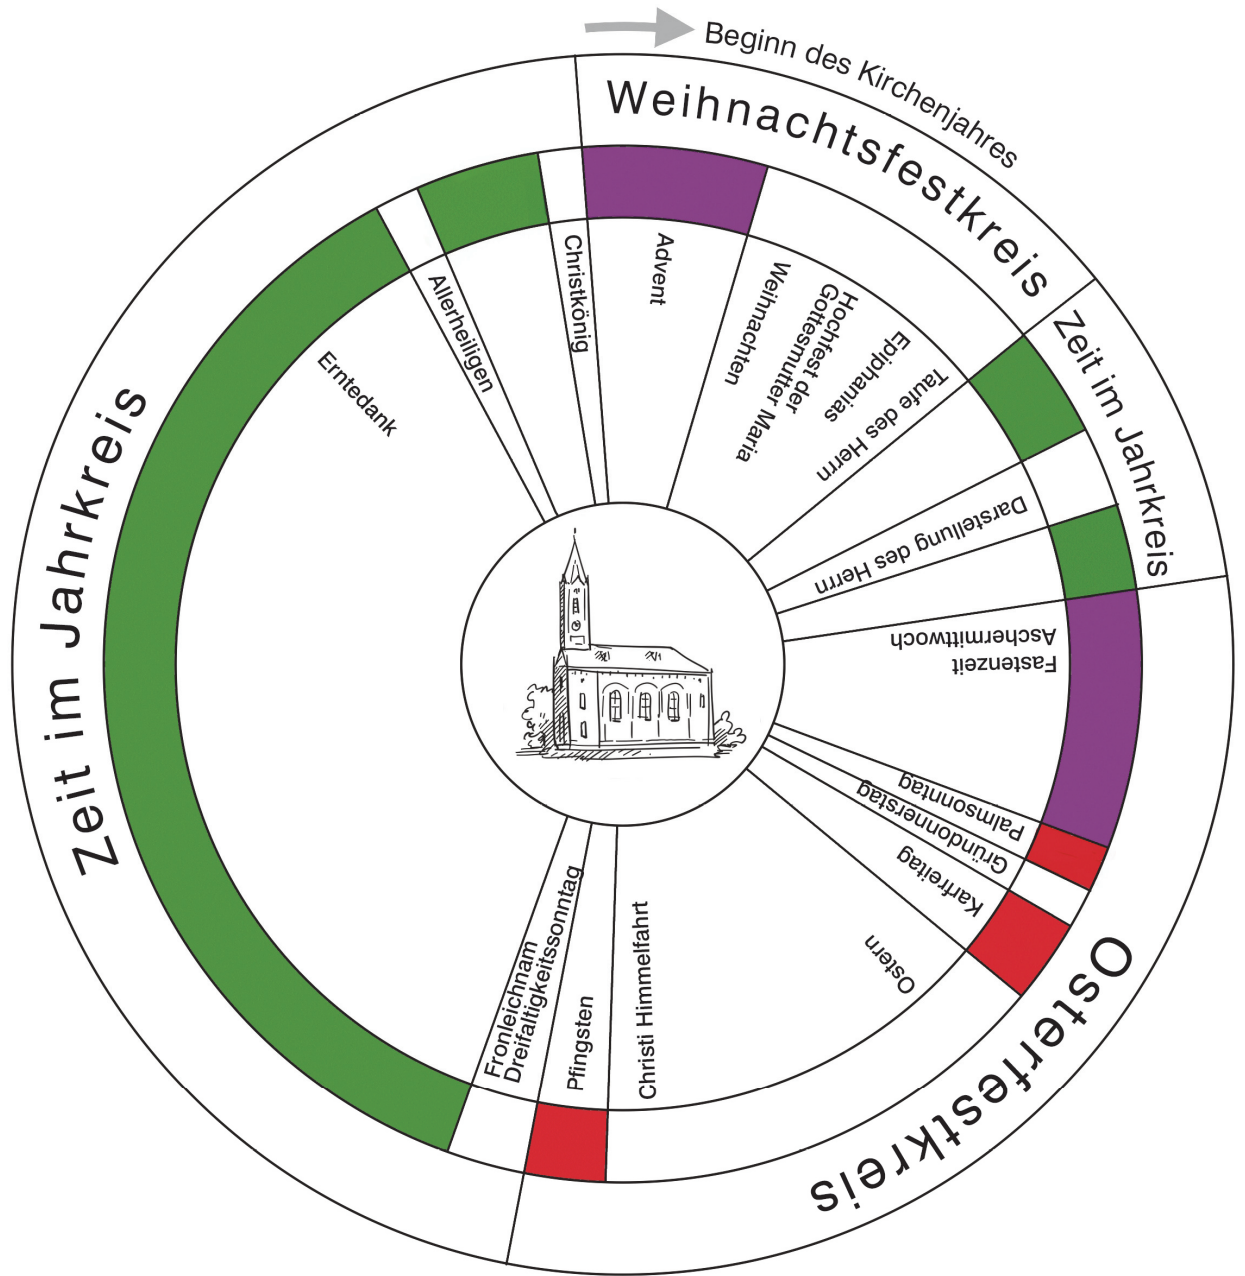 Beginn des Kirchenjahres
Weihnachtsfestkreis
Advent
Weihnachten
Hochfest der
Gottesmutter Maria
Epiphanias
Taufe des Herrn
Zeit im Jahrkreis
Darstellung des Herrn
Aschermittwoch
Fastenzeit
Osterfestkreis
Palmsonntag
Gründonnerstag
Karfreitag
Ostern
Christi Himmelfahrt
Pfingsten
Zeit im Jahrkreis
Fronleichnam
Dreifaltigkeitssonntag
Erntedank
Allerheiligen
Christkönig